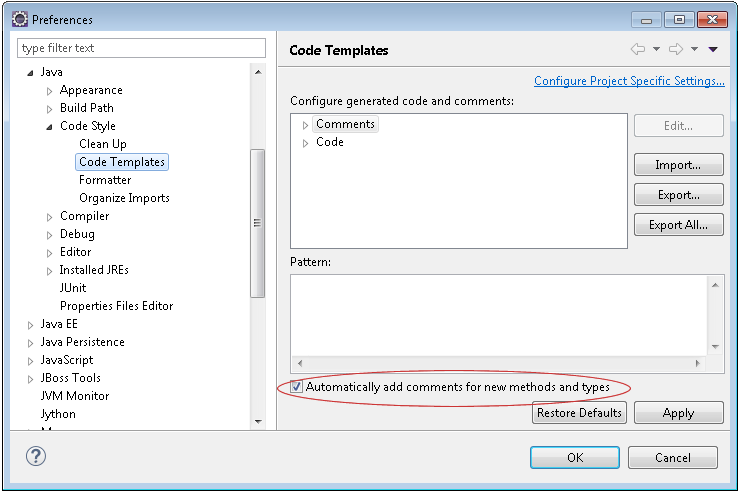 Preferences
type filter text
Java
Appearance
Build Path
Code Style
Clean Up
Code Templates
Formatter
Organize Imports
Compiler
Debug
Editor
Installed JREs
JUnit
Properties Files Editor
Java EE
Java Persistence
JavaScript
JBoss Tools
JVM Monitor
Jython
Code Templates
Configure Project Specific Settings...
Configure generated code and comments:
Comments
Code
Edit...
Import...
Export...
Export All...
Pattern:
Automatically add comments for new methods and types
Restore Defaults
Apply
?
OK
Cancel